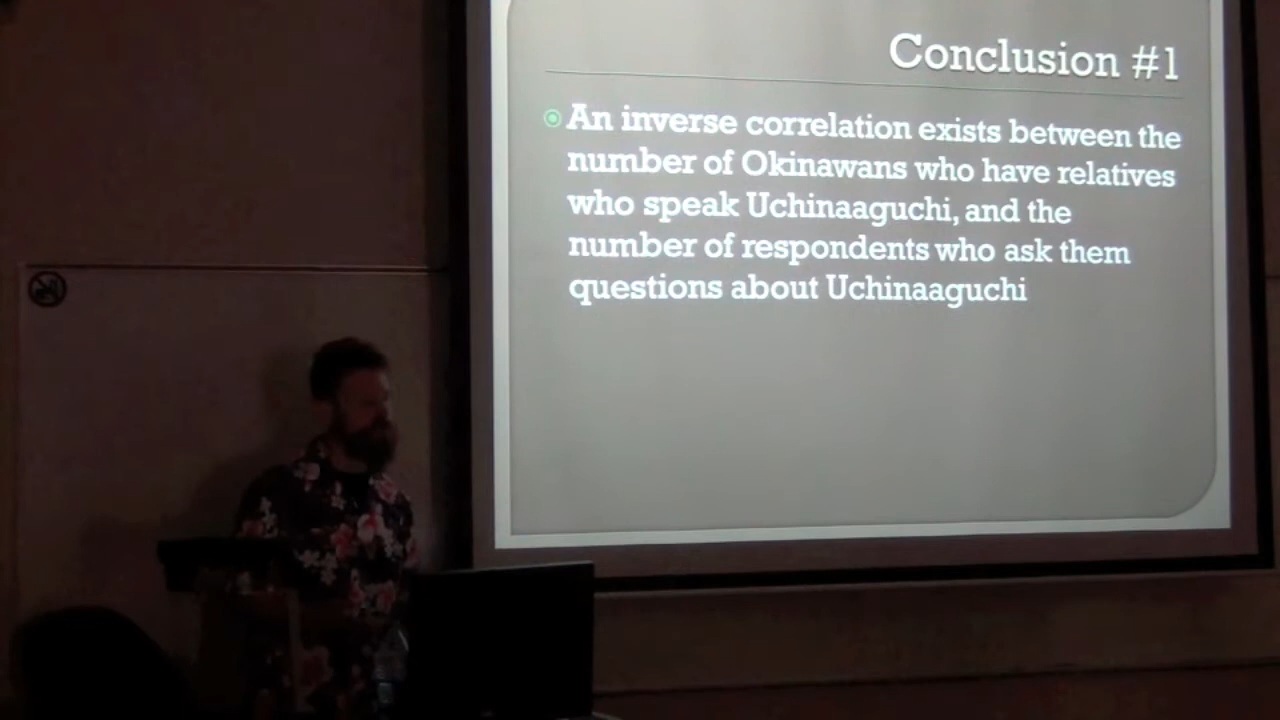 Conclusion #1
An inverse correlation exists between the
number of Okinawans who have relatives
who speak Uchinaaguchi, and the
number of respondents who ask them
questions about Uchinaaguchi